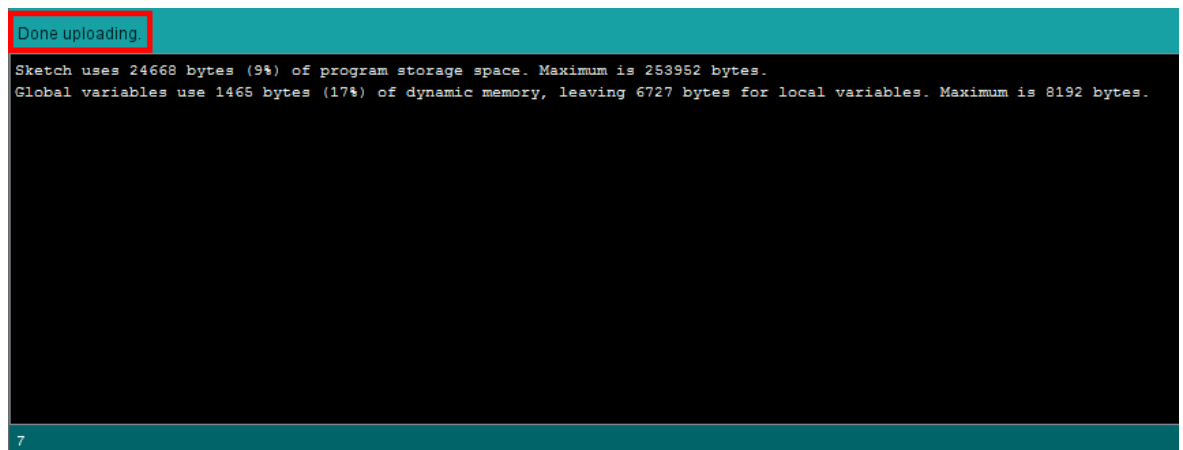 Done uploading.
Sketch uses 24668 bytes (9%) of program storage space. Maximum is 253952 bytes.
Global variables use 1465 bytes (17%) of dynamic memory, leaving 6727 bytes for local variables. Maximum is 8192 bytes.
7